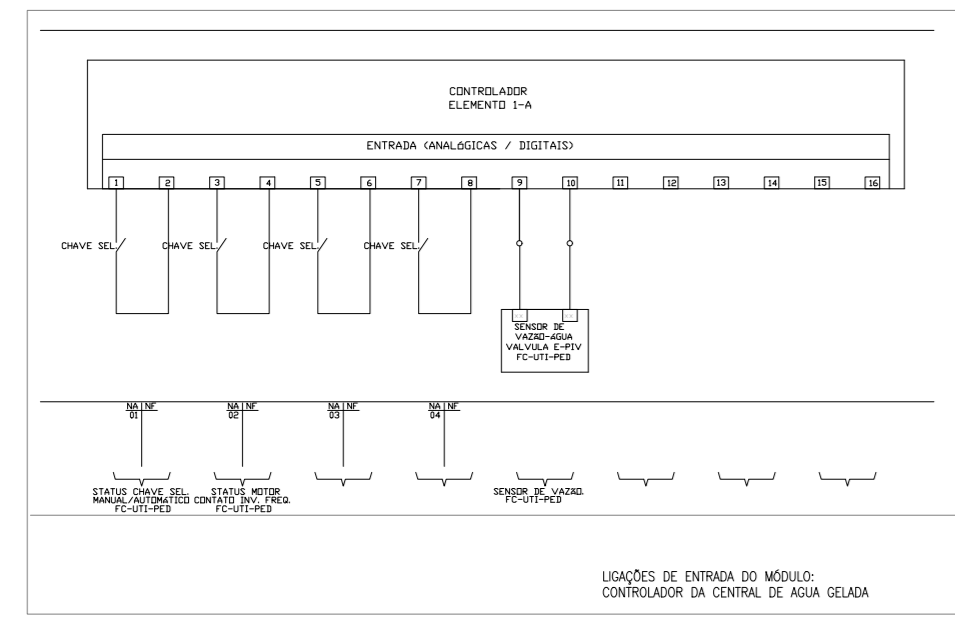 CONTROLADOR
ELEMENTO 1-A
ENTRADA (ANALóGICAS / DIGITAIS)
1 2 3 4 5 6 7 8 9 10 11 12 13 14 15 16
CHAVE SEL. CHAVE SEL. CHAVE SEL. CHAVE SEL.
SENSOR DE
VAZãO-áGUA
VALVULA E-PIV
FC-UTI-PED
NA NF NA NF NA NF NA NF
01 02 03 04
STATUS CHAVE SEL.
MANUAL/AUTOMáTICO
FC-UTI-PED
STATUS MOTOR
CONTATO INV. FREQ.
FC-UTI-PED
SENSOR DE VAZãO.
FC-UTI-PED
LIGAÇÕES DE ENTRADA DO MÓDULO:
CONTROLADOR DA CENTRAL DE AGUA GELADA